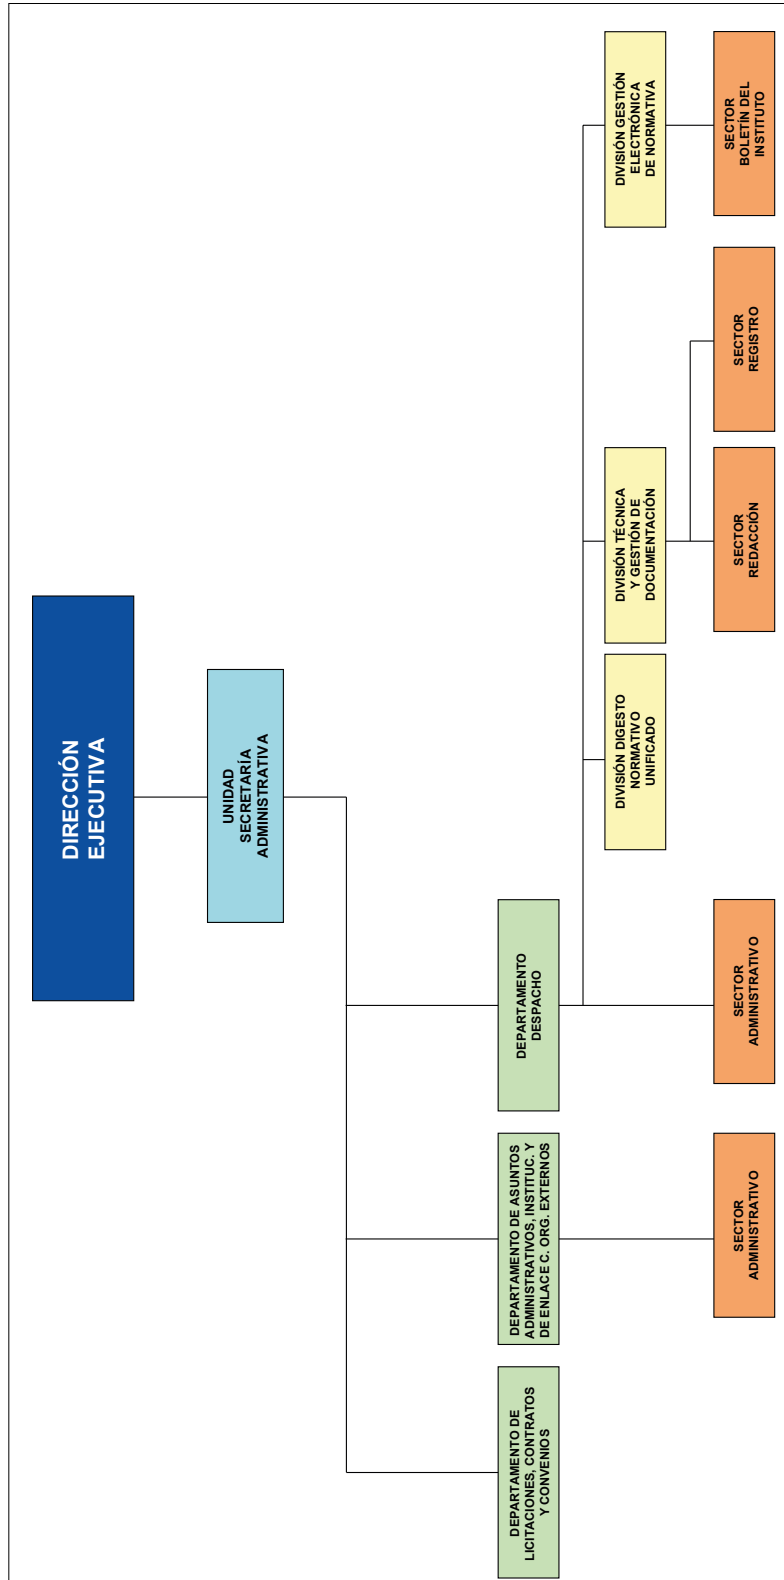 DIRECCIÓN
EJECUTIVA
UNIDAD
SECRETARÍA
ADMINISTRATIVA
DEPARTAMENTO DE
LICITACIONES, CONTRATOS
Y CONVENIOS
DEPARTAMENTO DE ASUNTOS
ADMINISTRATIVOS, INSTITUC. Y
DE ENLACE C. ORG. EXTERNOS
DEPARTAMENTO
DESPACHO
DIVISIÓN DIGESTO
NORMATIVO
UNIFICADO
DIVISIÓN TÉCNICA
Y GESTIÓN DE
DOCUMENTACIÓN
DIVISIÓN GESTIÓN
ELECTRÓNICA
DE NORMATIVA
SECTOR
ADMINISTRATIVO
SECTOR
ADMINISTRATIVO
SECTOR
REDACCIÓN
SECTOR
REGISTRO
SECTOR
BOLETÍN DEL
INSTITUTO